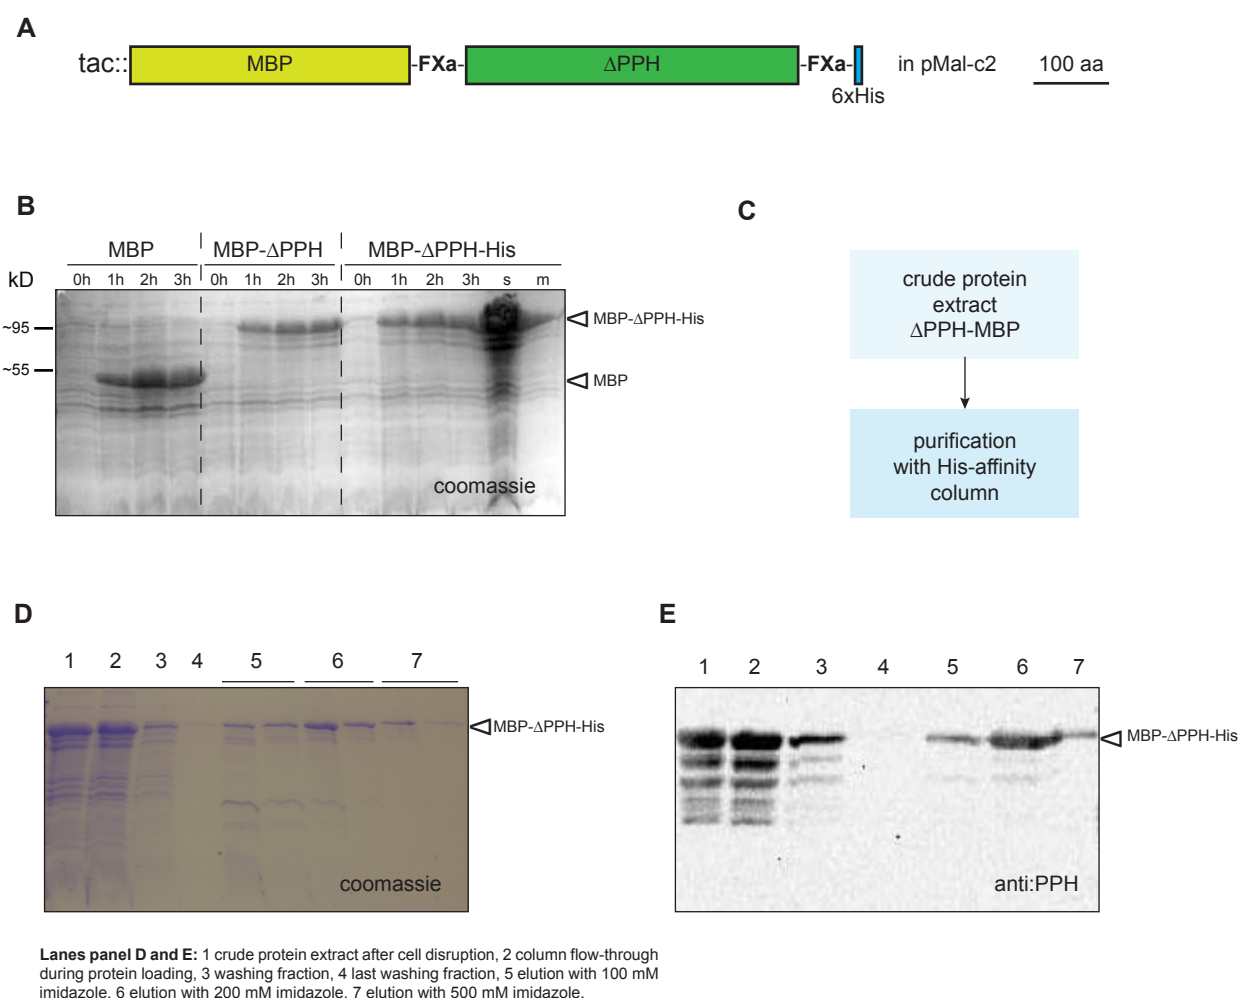 A
tac:: MBP -FXa- ΔPPH -FXa- in pMal-c2 100 aa
6xHis
B
MBP MBP-ΔPPH MBP-ΔPPH-His
kD 0h 1h 2h 3h 0h 1h 2h 3h 0h 1h 2h 3h s m
~95
~55
MBP-ΔPPH-His
MBP
coomassie
C
crude protein
extract
ΔPPH-MBP
purification
with His-affinity
column
D
1 2 3 4 5 6 7
MBP-ΔPPH-His
coomassie
E
1 2 3 4 5 6 7
MBP-ΔPPH-His
anti:PPH
Lanes panel D and E: 1 crude protein extract after cell disruption, 2 column flow-through
during protein loading, 3 washing fraction, 4 last washing fraction, 5 elution with 100 mM
imidazole, 6 elution with 200 mM imidazole, 7 elution with 500 mM imidazole.